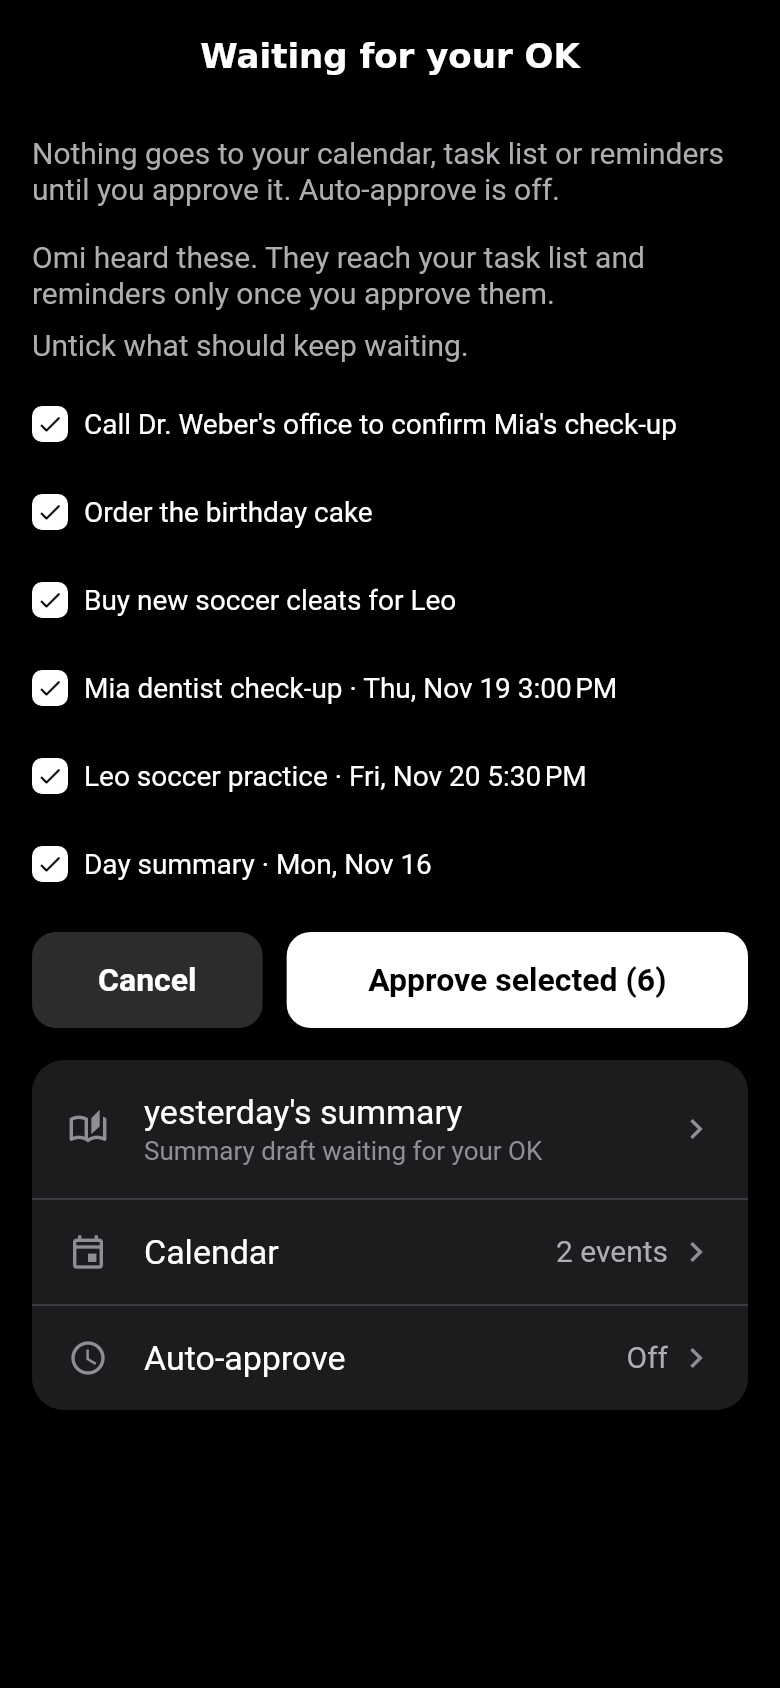 Waiting for your OK
Nothing goes to your calendar, task list or reminders
until you approve it. Auto-approve is off.
Omi heard these. They reach your task list and
reminders only once you approve them.
Untick what should keep waiting.
Call Dr. Weber's office to confirm Mia's check-up
Order the birthday cake
Buy new soccer cleats for Leo
Mia dentist check-up · Thu, Nov 19 3:00 PM
Leo soccer practice · Fri, Nov 20 5:30 PM
Day summary · Mon, Nov 16
Cancel
Approve selected (6)
yesterday's summary
Summary draft waiting for your OK
Calendar
2 events
Auto-approve
Off